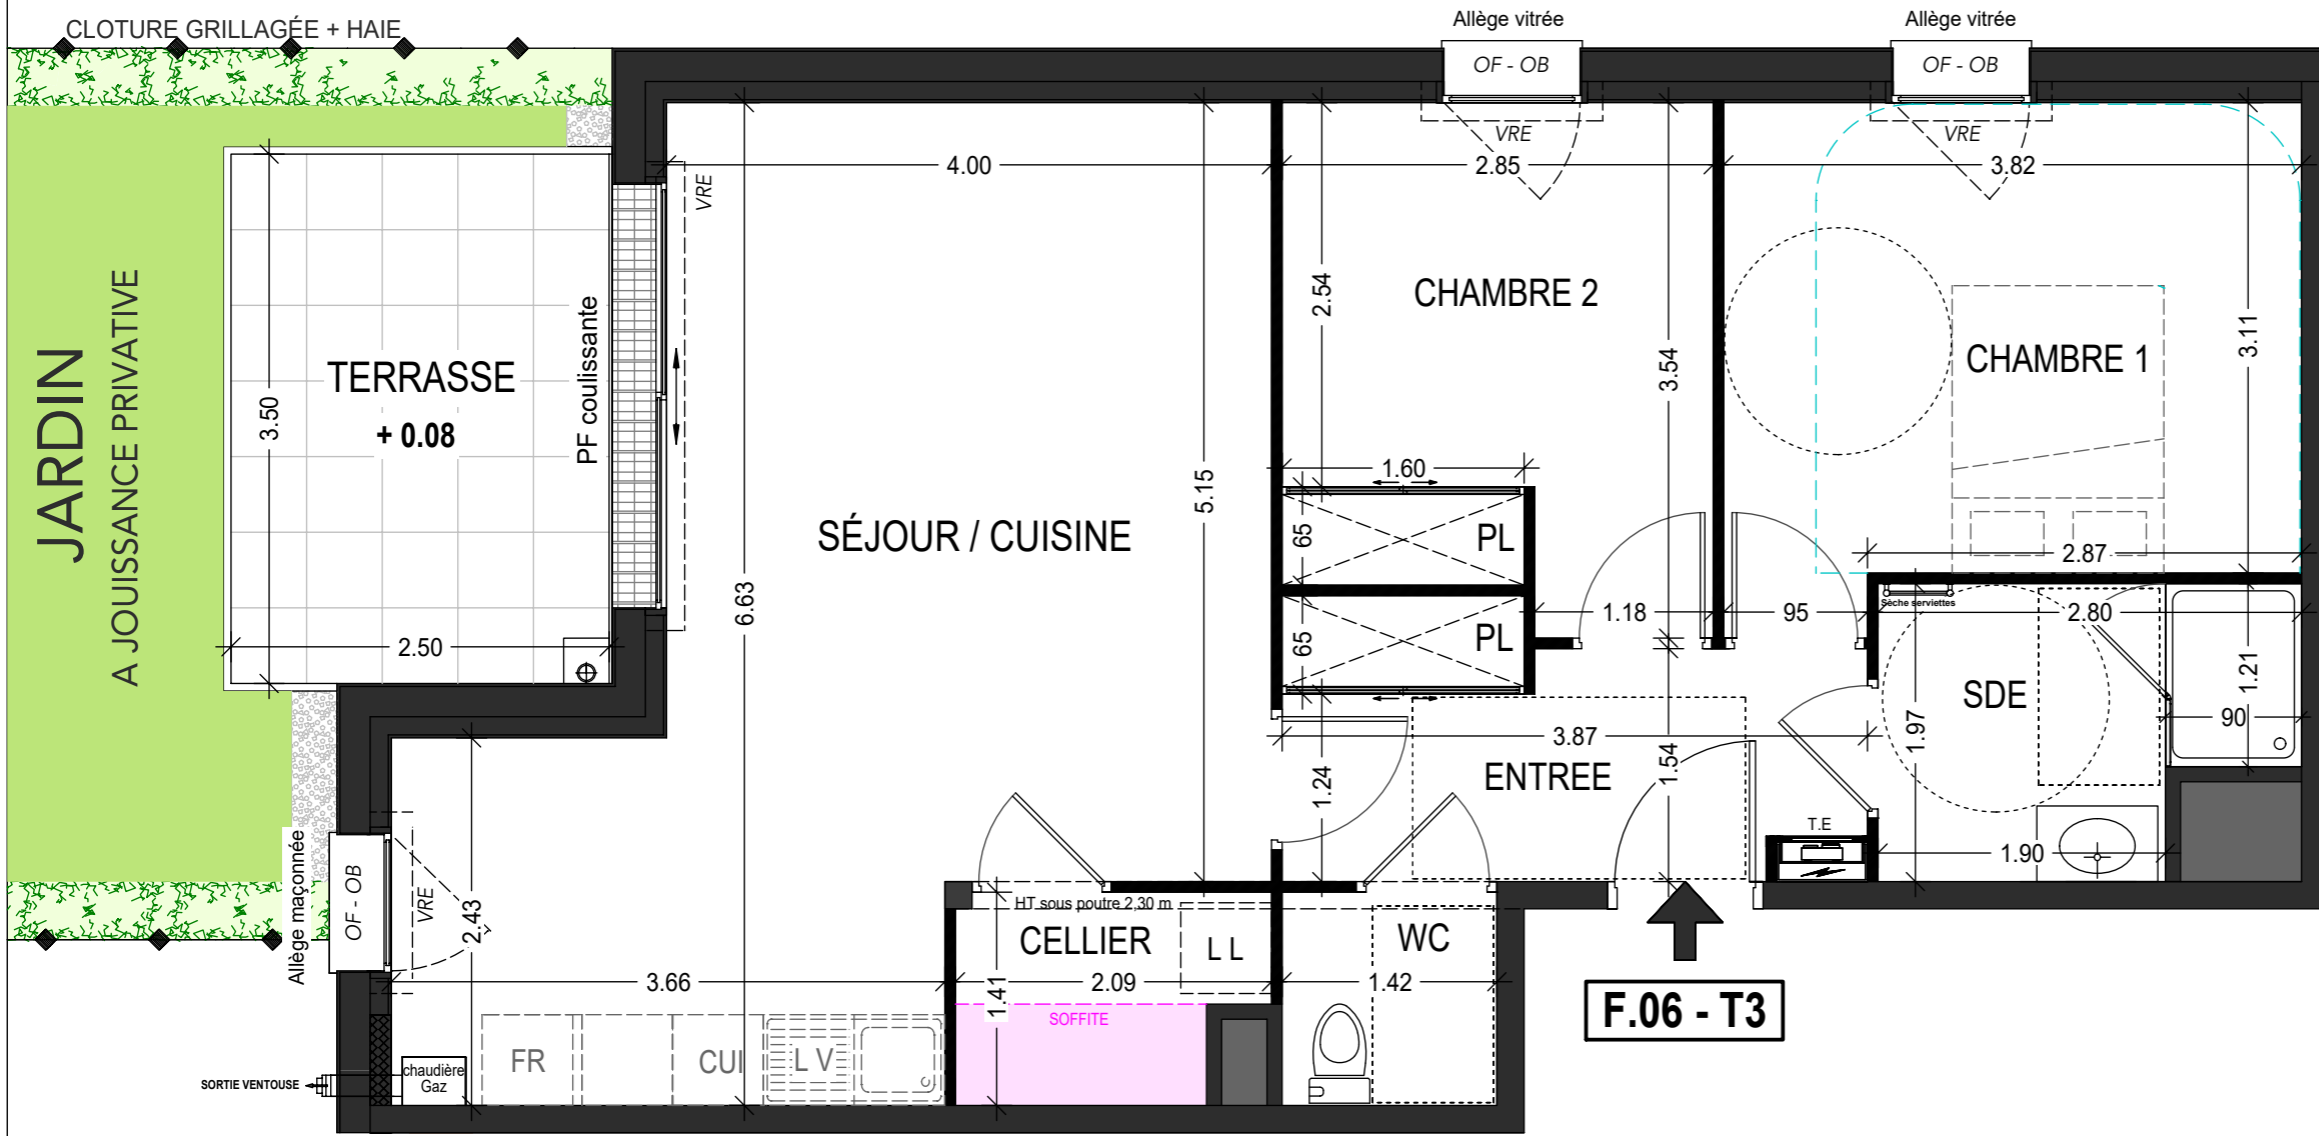 CLOTURE GRILLAGÉE + HAIE
Allège vitrée
Allège vitrée
OF - OB
OF - OB
VRE
VRE
VRE
4.00
2.85
3.82
JARDIN
A JOUISSANCE PRIVATIVE
TERRASSE
+ 0.08
3.50
2.50
PF coulissante
SÉJOUR / CUISINE
6.63
5.15
CHAMBRE 2
2.54
3.54
1.60
65
PL
65
PL
1.18
CHAMBRE 1
3.11
2.87
95
Sèche serviettes
2.80
SDE
1.97
1.21
90
1.90
3.87
ENTREE
1.54
1.24
T.E
Allège maçonnée
OF - OB
VRE
2.43
3.66
HT sous poutre 2,30 m
CELLIER
L L
2.09
1.41
SOFFITE
WC
1.42
F.06 - T3
FR
CUI
L V
chaudière
Gaz
SORTIE VENTOUSE